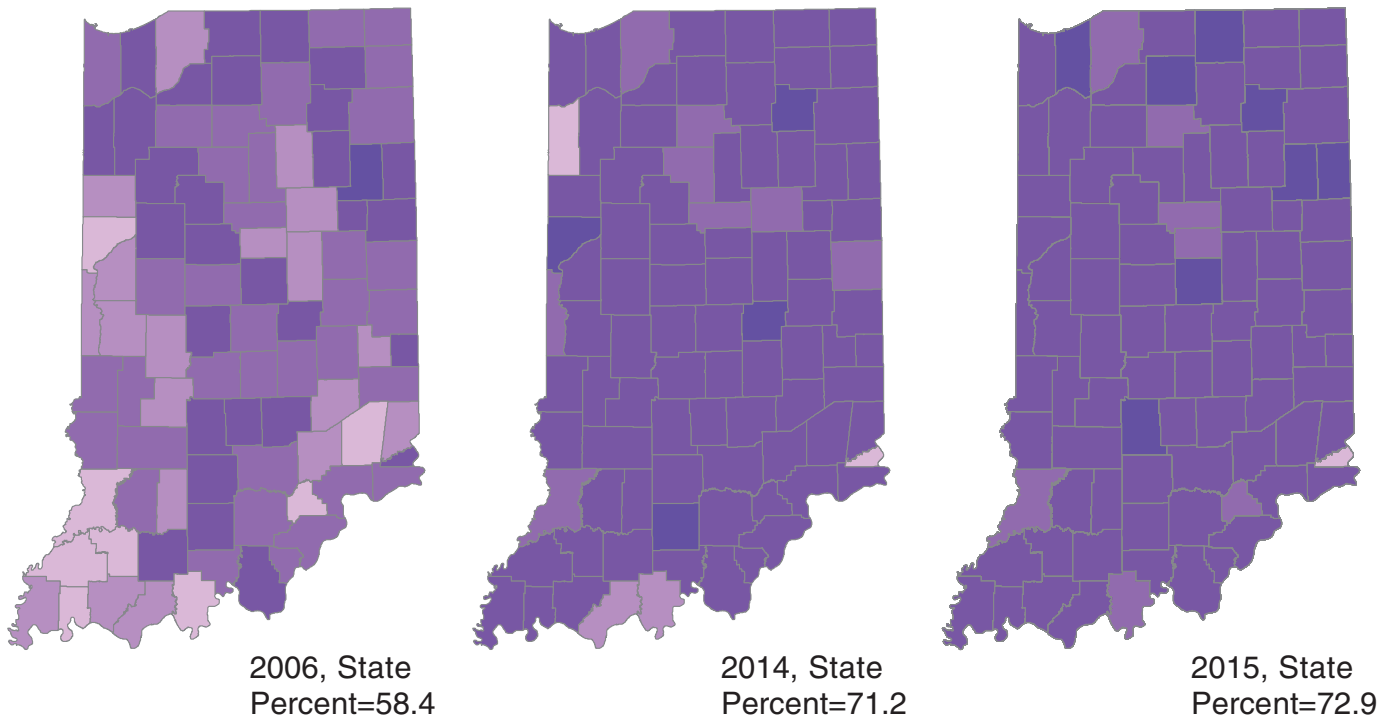 2006, State
Percent=58.4
2014, State
Percent=71.2
2015, State
Percent=72.9